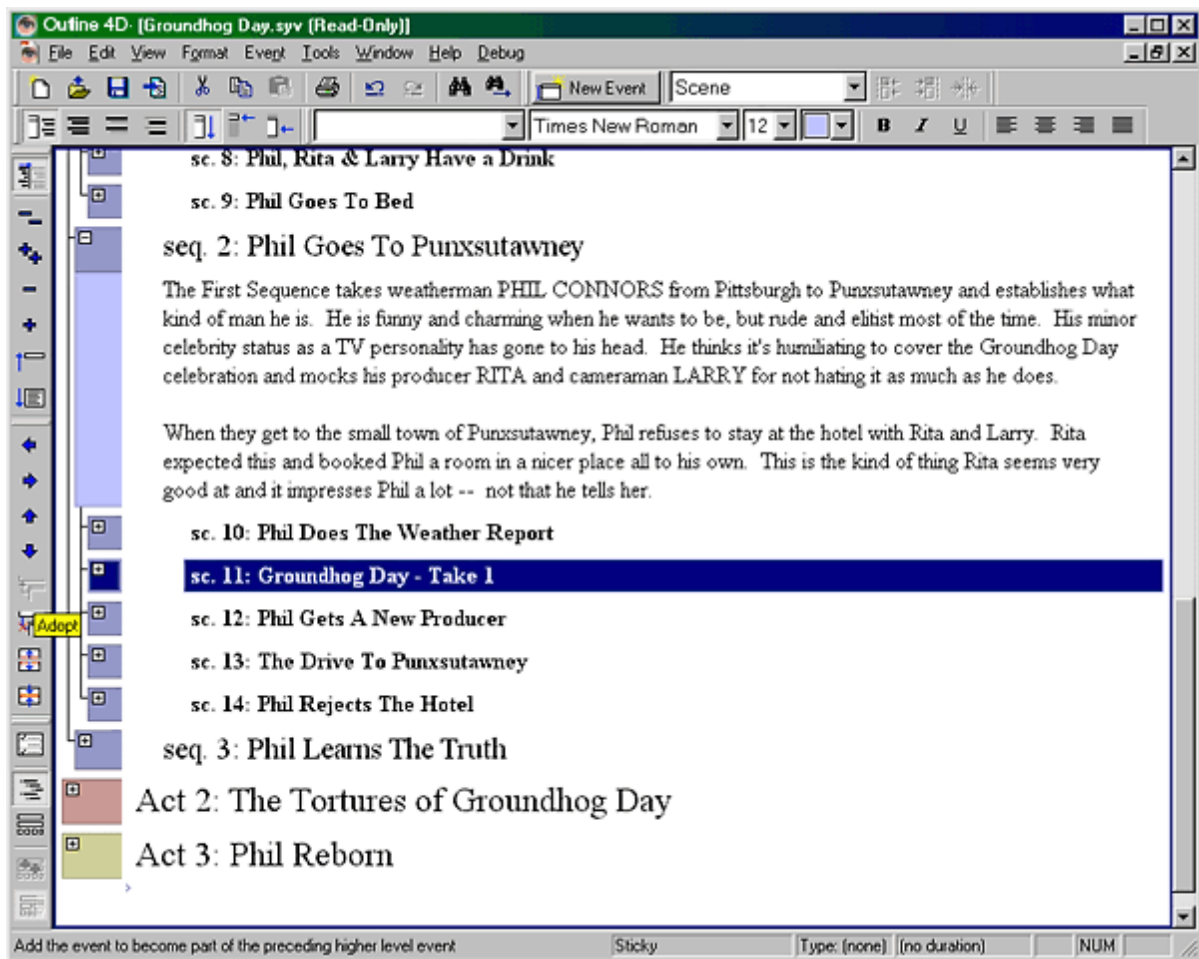 Outline 4D- [Groundhog Day.syv (Read-Only)]
File Edit View Format Event Tools Window Help Debug
New Event Scene
Times New Roman 12 B I U
sc. 8: Phil, Rita & Larry Have a Drink
sc. 9: Phil Goes To Bed
seq. 2: Phil Goes To Punxsutawney
The First Sequence takes weatherman PHIL CONNORS from Pittsburgh to Punxsutawney and establishes what
kind of man he is. He is funny and charming when he wants to be, but rude and elitist most of the time. His minor
celebrity status as a TV personality has gone to his head. He thinks it's humiliating to cover the Groundhog Day
celebration and mocks his producer RITA and cameraman LARRY for not hating it as much as he does.
When they get to the small town of Punxsutawney, Phil refuses to stay at the hotel with Rita and Larry. Rita
expected this and booked Phil a room in a nicer place all to his own. This is the kind of thing Rita seems very
good at and it impresses Phil a lot -- not that he tells her.
sc. 10: Phil Does The Weather Report
sc. 11: Groundhog Day - Take 1
sc. 12: Phil Gets A New Producer
Adopt
sc. 13: The Drive To Punxsutawney
sc. 14: Phil Rejects The Hotel
seq. 3: Phil Learns The Truth
Act 2: The Tortures of Groundhog Day
Act 3: Phil Reborn
Add the event to become part of the preceding higher level event Sticky Type: (none) (no duration) NUM